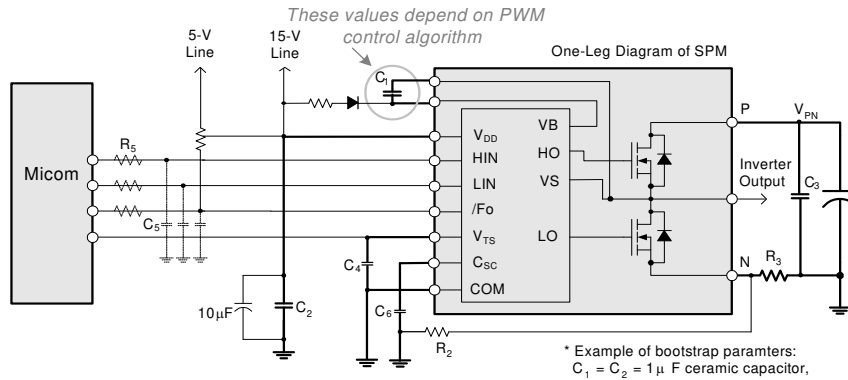 These values depend on PWM
control algorithm
5-V
Line
15-V
Line
One-Leg Diagram of SPM
C1
P
VPN
VDD
VB
R5
HIN
HO
Micom
LIN
VS
Inverter
Output
C3
/Fo
C5
VTS
LO
C4
CSC
N
R3
COM
10μF
C2
C6
R2
* Example of bootstrap paramters:
C1 = C2 = 1μ F ceramic capacitor,